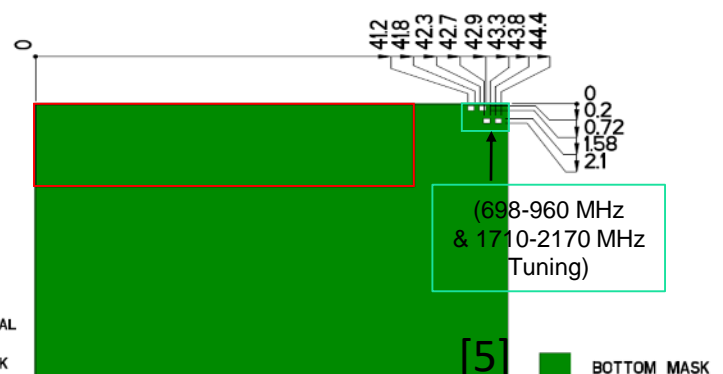 0
41.2
41.8
42.3
42.7
42.9
43.3
43.8
44.4
0
0.2
0.72
1.58
2.1
(698-960 MHz
& 1710-2170 MHz
Tuning)
AL
K
[5]
BOTTOM MASK